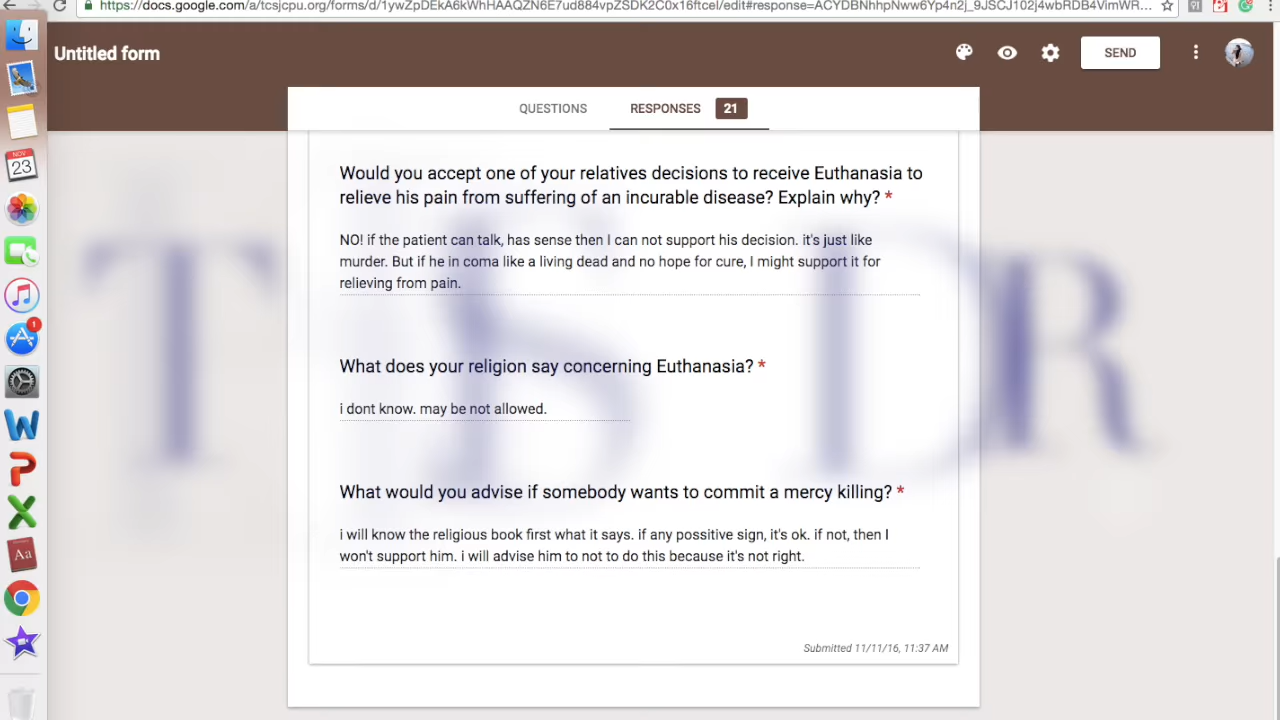 https://docs.google.com/a/tcsjcpu.org/forms/d/1ywZpDEkA6kWhHAAQZN6E7ud884vpZSDK2C0x16ftcel/edit#response=ACYDBNhhpNww6Yp4n2j_9JSCJ102j4wbRDB4VimWR...
Untitled form
SEND
QUESTIONS RESPONSES 21
NOV
23
1
Would you accept one of your relatives decisions to receive Euthanasia to
relieve his pain from suffering of an incurable disease? Explain why? *
NO! if the patient can talk, has sense then I can not support his decision. it's just like
murder. But if he in coma like a living dead and no hope for cure, I might support it for
relieving from pain.
What does your religion say concerning Euthanasia? *
i dont know. may be not allowed.
What would you advise if somebody wants to commit a mercy killing? *
i will know the religious book first what it says. if any possitive sign, it's ok. if not, then I
won't support him. i will advise him to not to do this because it's not right.
Submitted 11/11/16, 11:37 AM
Aa